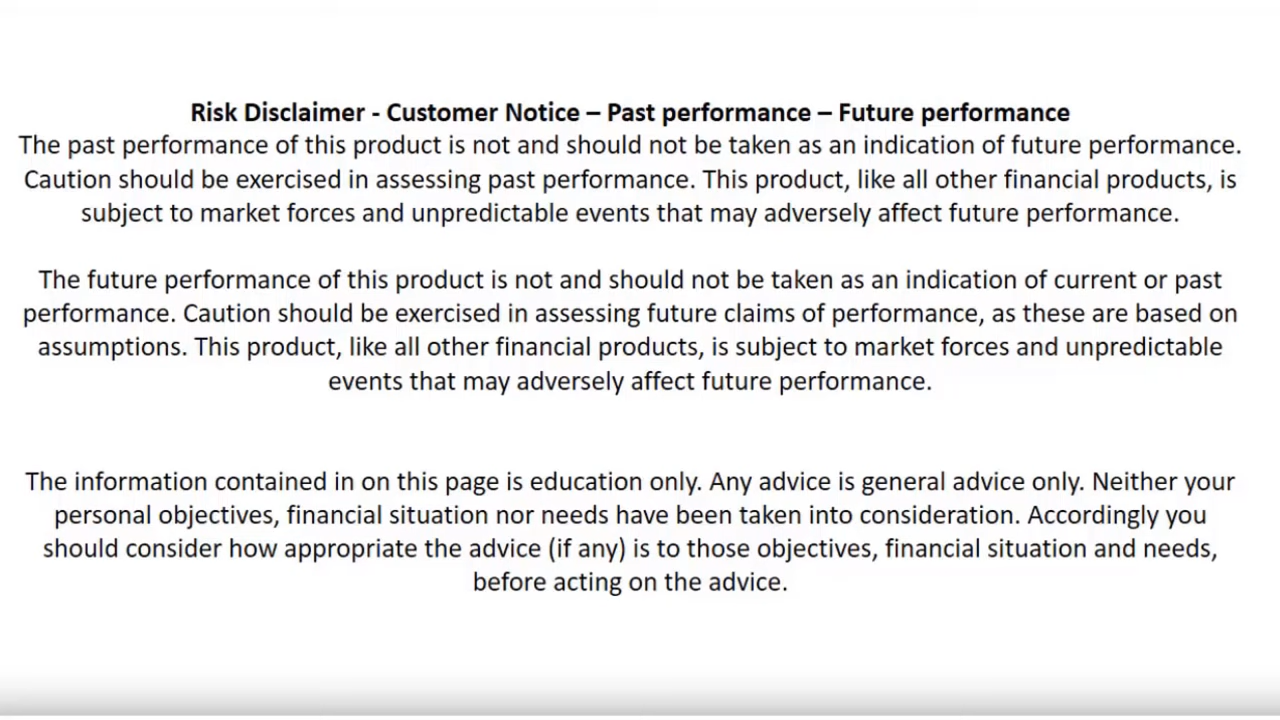 Risk Disclaimer - Customer Notice – Past performance – Future performance
The past performance of this product is not and should not be taken as an indication of future performance.
Caution should be exercised in assessing past performance. This product, like all other financial products, is
subject to market forces and unpredictable events that may adversely affect future performance.
The future performance of this product is not and should not be taken as an indication of current or past
performance. Caution should be exercised in assessing future claims of performance, as these are based on
assumptions. This product, like all other financial products, is subject to market forces and unpredictable
events that may adversely affect future performance.
The information contained in on this page is education only. Any advice is general advice only. Neither your
personal objectives, financial situation nor needs have been taken into consideration. Accordingly you
should consider how appropriate the advice (if any) is to those objectives, financial situation and needs,
before acting on the advice.